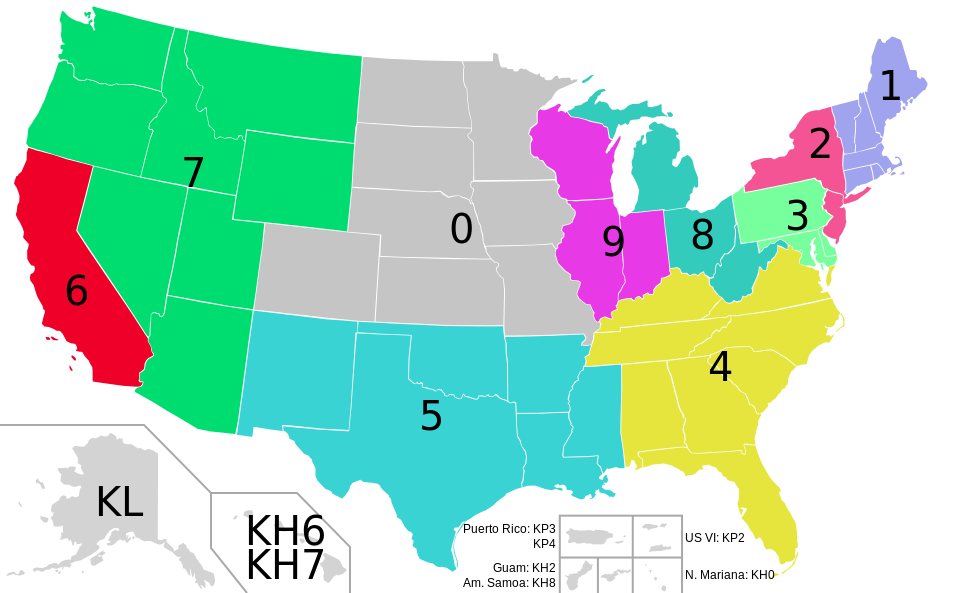 1
2
3
7
0
9
8
6
4
5
KL
KH6
KH7
Puerto Rico: KP3
KP4
US VI: KP2
Guam: KH2
Am. Samoa: KH8
N. Mariana: KH0